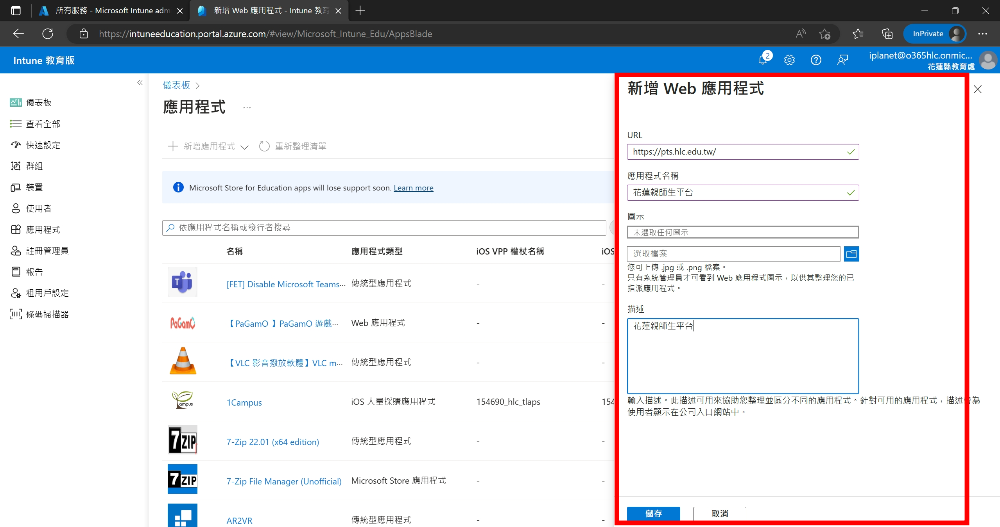 所有服務 - Microsoft Intune adm
新增 Web 應用程式 - Intune 教育
https://intuneeducation.portal.azure.com/#view/Microsoft_Intune_Edu/AppsBlade
InPrivate
Intune 教育版
2
iplanet@o365hlc.onmic...
花蓮縣教育處
儀表板
查看全部
快速設定
群組
裝置
使用者
應用程式
註冊管理員
報告
租用戶設定
條碼掃描器
儀表板
應用程式
新增應用程式
重新整理清單
Microsoft Store for Education apps will lose support soon. Learn more
依應用程式名稱或發行者搜尋
名稱 應用程式類型 iOS VPP 權杖名稱 iOS
[FET] Disable Microsoft Teams... 傳統型應用程式 - -
PaGamO
【PaGamO 】PaGamO 遊戲... Web 應用程式 - -
【VLC 影音撥放軟體】VLC m... 傳統型應用程式 - -
ampus
1Campus iOS 大量採購應用程式 154690_hlc_tlaps 154
7ZIP
7-Zip 22.01 (x64 edition) 傳統型應用程式 - -
7ZIP
7-Zip File Manager (Unofficial) Microsoft Store 應用程式 - -
AR2VR 傳統型應用程式 - -
新增 Web 應用程式
URL
https://pts.hlc.edu.tw/
應用程式名稱
花蓮親師生平台
圖示
未選取任何圖示
選取檔案
您可上傳 .jpg 或 .png 檔案。
只有系統管理員才可看到 Web 應用程式圖示，以供其整理您的已
指派應用程式。
描述
花蓮親師生平台
輸入描述。此描述可用來協助您整理並區分不同的應用程式。針對可用的應用程式，描述會為
使用者顯示在公司入口網站中。
儲存
取消